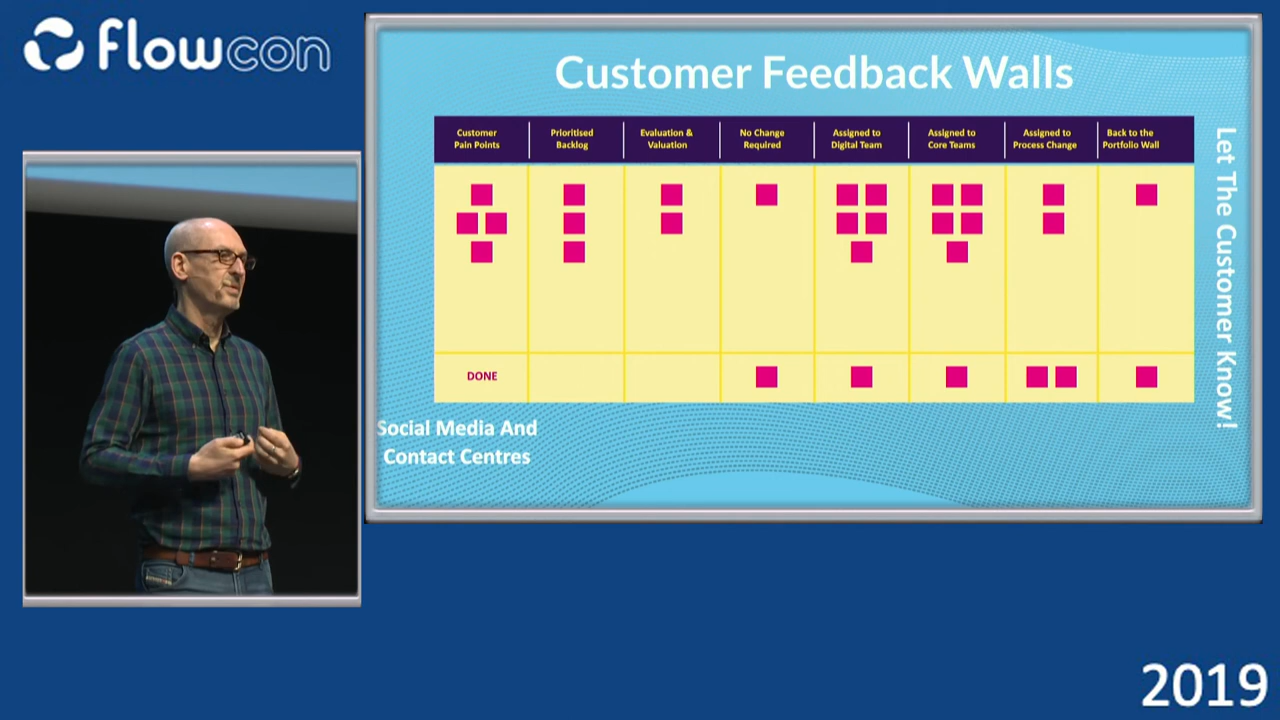 flowcon
Customer Feedback Walls
Customer
Pain Points
Prioritised
Backlog
Evaluation &
Valuation
No Change
Required
Assigned to
Digital Team
Assigned to
Core Teams
Assigned to
Process Change
Back to the
Portfolio Wall
DONE
Let The Customer Know!
Social Media And
Contact Centres
2019